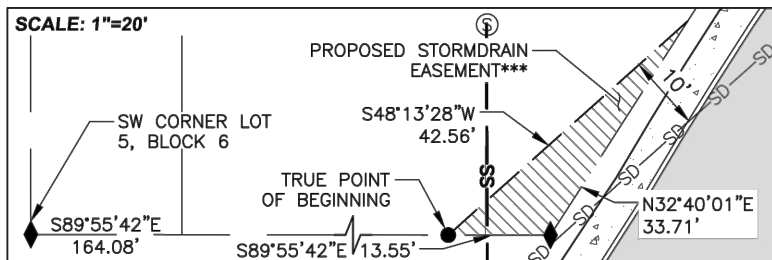 SCALE: 1"=20'
S
PROPOSED STORMDRAIN
EASEMENT***
SD
10'
SD
S48°13'28"W
42.56'
SD
SW CORNER LOT
5, BLOCK 6
SS
TRUE POINT
OF BEGINNING
SD
N32°40'01"E
33.71'
S89°55'42"E
164.08'
S89°55'42"E
13.55'
SD
SD